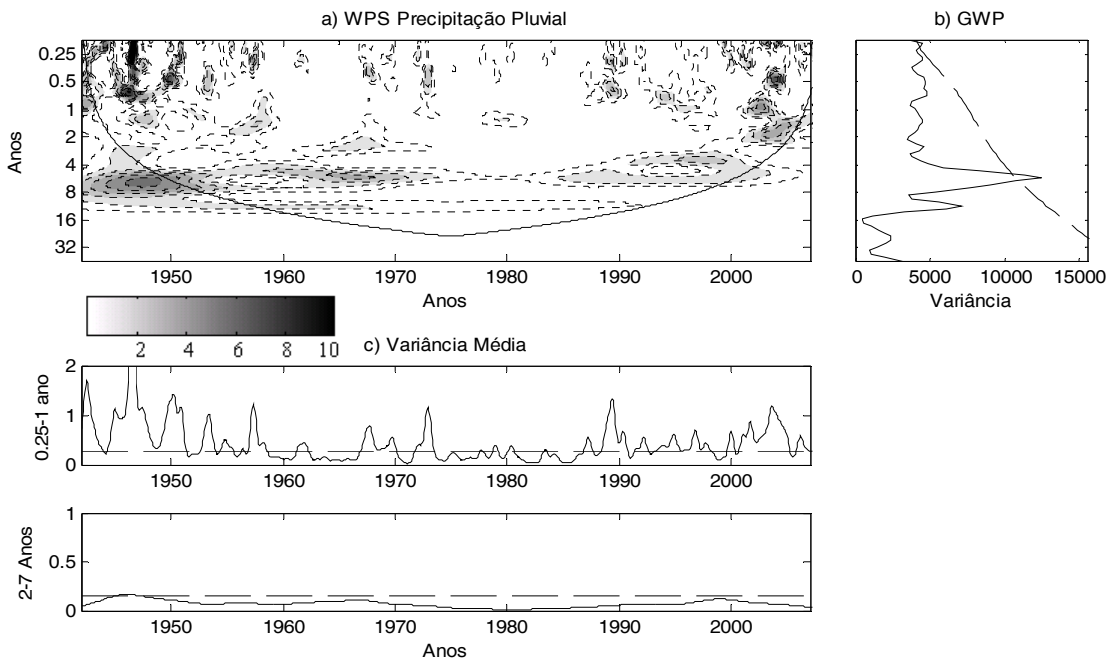 a) WPS Precipitação Pluvial
b) GWP
Anos
0.25
0.5
1
2
4
8
16
32
1950 1960 1970 1980 1990 2000
Anos
0 5000 10000 15000
Variância
2 4 6 8 10
c) Variância Média
0.25-1 ano
2
1
0
1950 1960 1970 1980 1990 2000
2-7 Anos
1
0.5
0
1950 1960 1970 1980 1990 2000
Anos